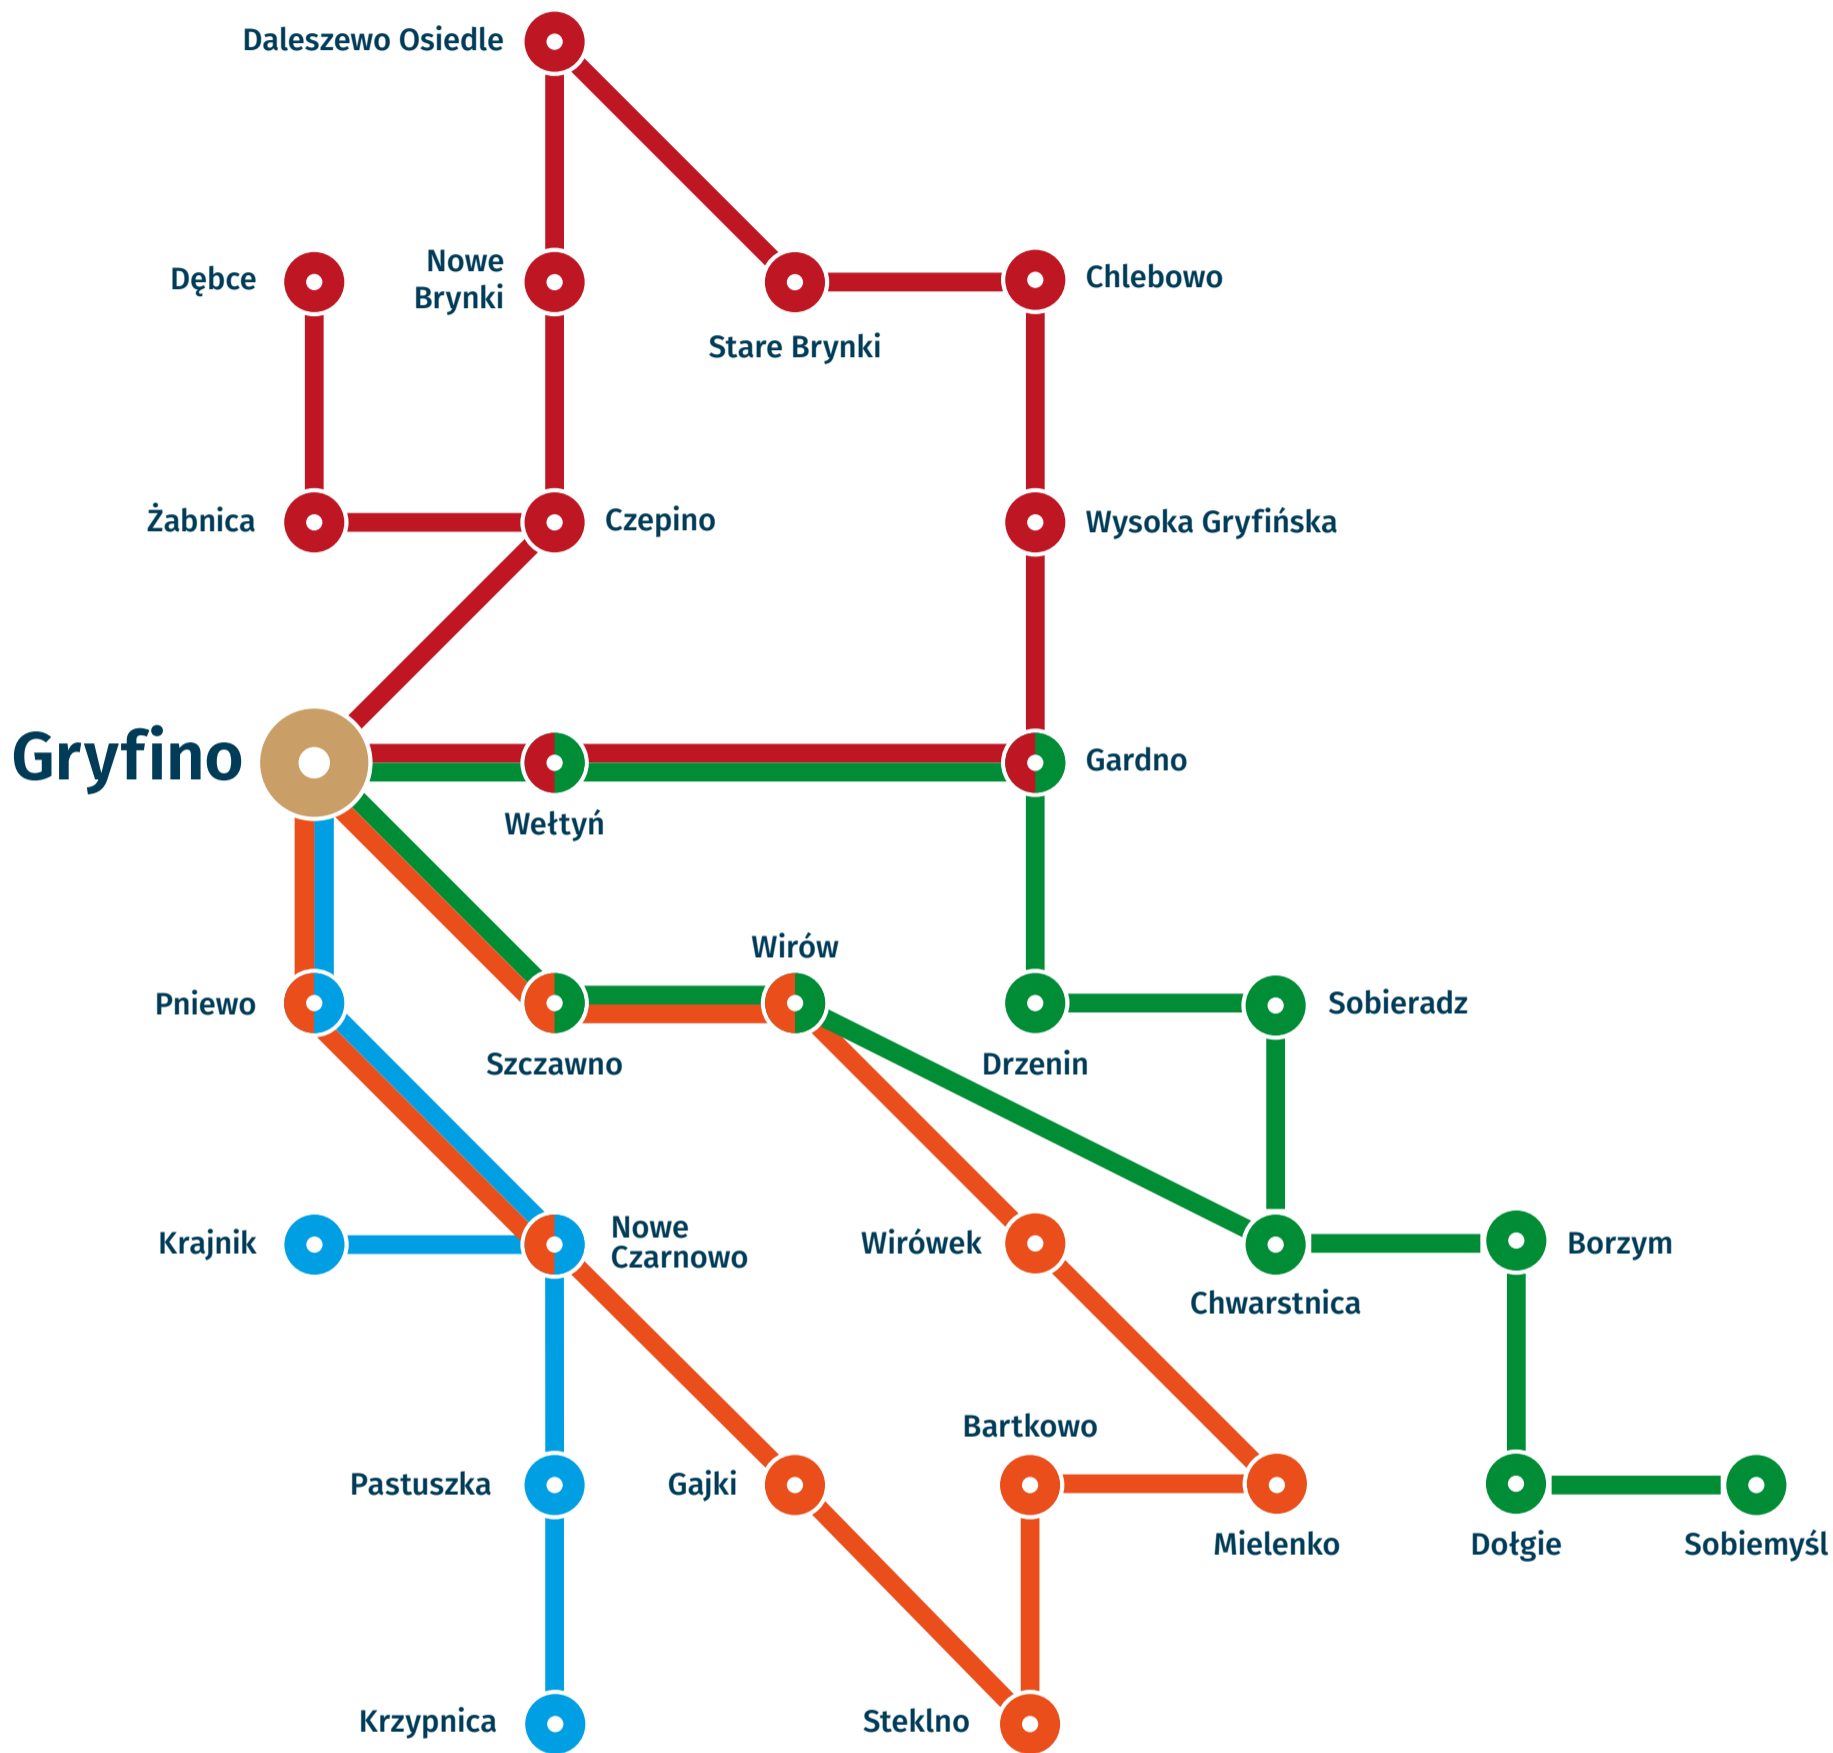 Daleszewo Osiedle
Nowe
Brynki
Dębce
Chlebowo
Stare Brynki
Żabnica
Czepino
Wysoka Gryfińska
Gryfino
Gardno
Wełtyń
Wirów
Pniewo
Sobieradz
Szczawno
Drzenin
Nowe
Czarnowo
Krajnik
Wirówek
Borzym
Chwarstnica
Bartkowo
Pastuszka
Gajki
Mielenko
Dołgie
Sobiemyśl
Krzypnica
Steklno